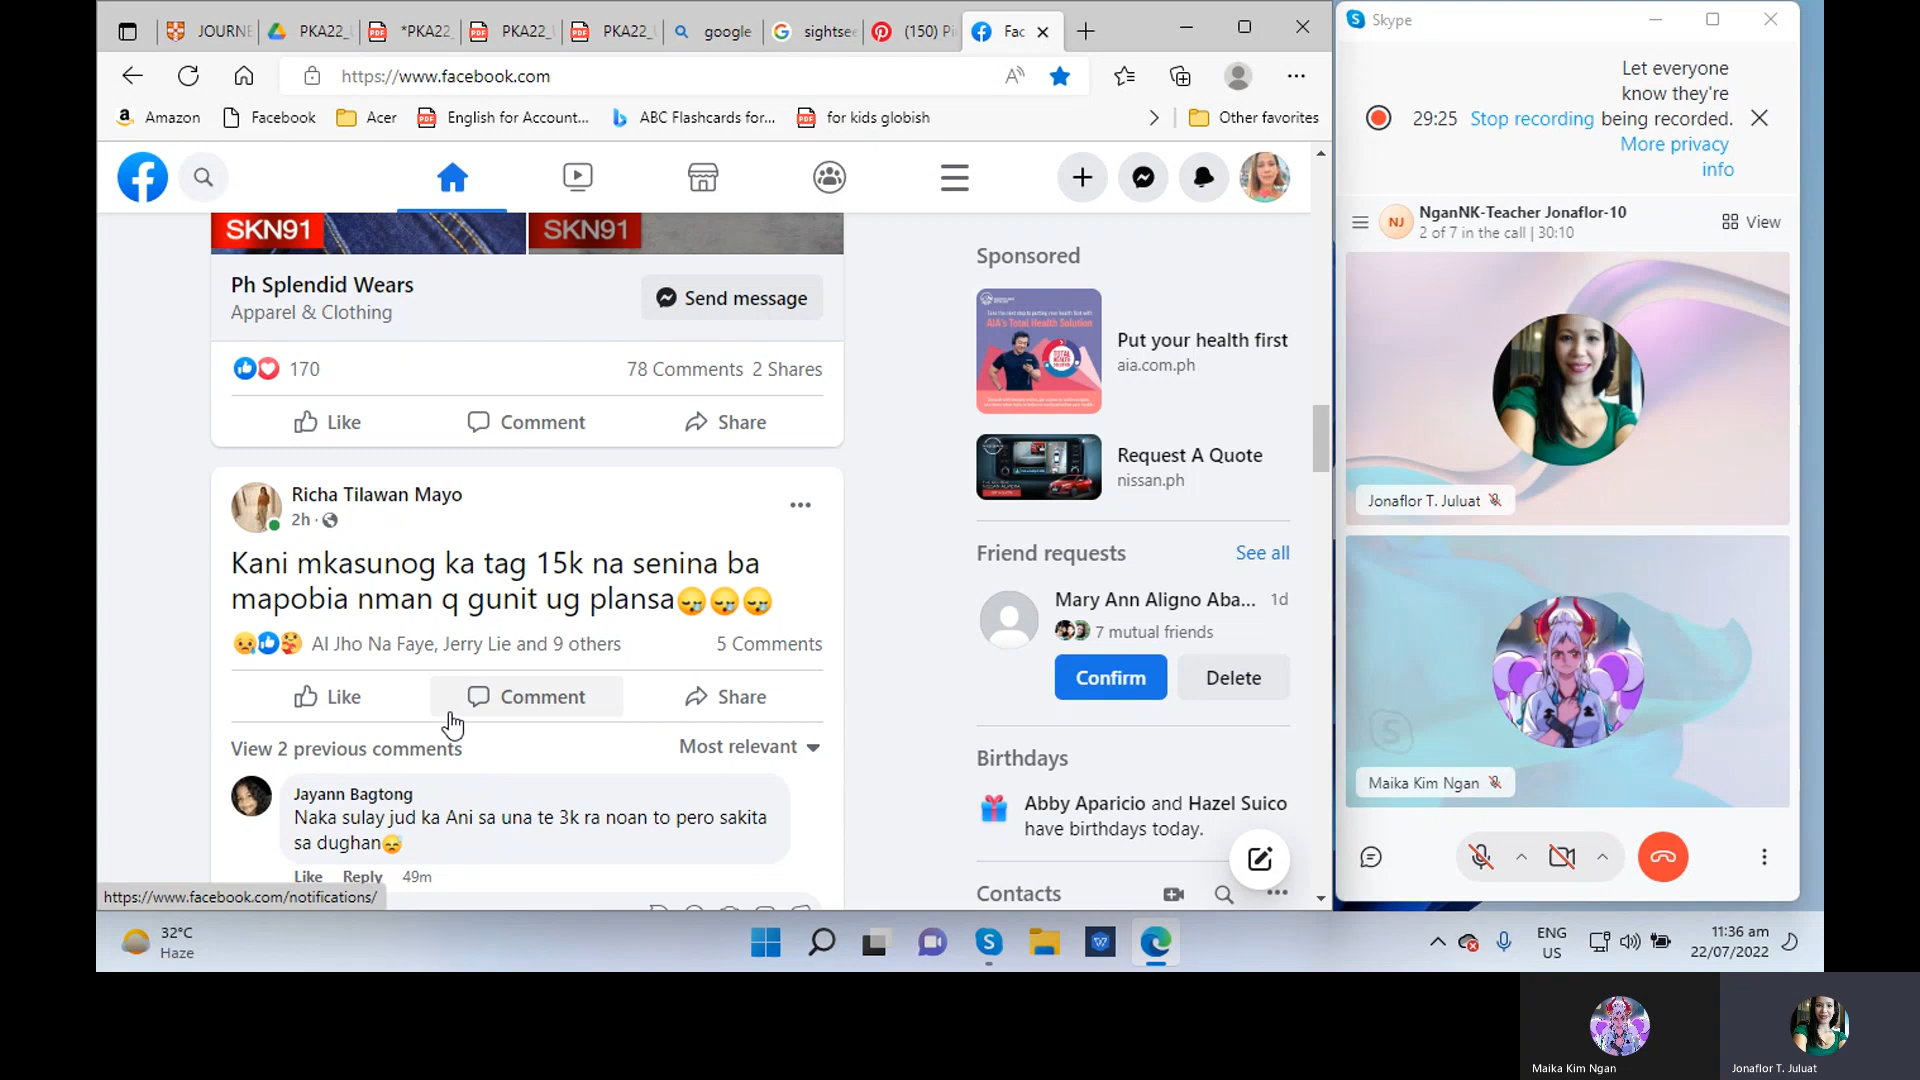 JOURNE
PKA22_
*PKA22_
PKA22_
PKA22_
google
sightsee
(150) Pi
Fac
https://www.facebook.com
Amazon
Facebook
Acer
English for Account...
ABC Flashcards for...
for kids globish
Other favorites
SKN91
SKN91
Ph Splendid Wears
Apparel & Clothing
Send message
170
78 Comments 2 Shares
Like
Comment
Share
Richa Tilawan Mayo
2h ·
Kani mkasunog ka tag 15k na senina ba
mapobia nman q gunit ug plansa😪😪😪
Al Jho Na Faye, Jerry Lie and 9 others
5 Comments
Like
Comment
Share
View 2 previous comments
Most relevant
Jayann Bagtong
Naka sulay jud ka Ani sa una te 3k ra noan to pero sakita
sa dughan😪
Like Reply 49m
https://www.facebook.com/notifications/
Sponsored
AIA's Total Health Solution
Put your health first
aia.com.ph
Request A Quote
nissan.ph
Friend requests
See all
Mary Ann Aligno Aba...
1d
7 mutual friends
Confirm
Delete
Birthdays
Abby Aparicio and Hazel Suico
have birthdays today.
Contacts
Skype
29:25
Stop recording
Let everyone
know they're
being recorded.
More privacy
info
NJ
NganNK-Teacher Jonaflor-10
2 of 7 in the call | 30:10
View
Jonaflor T. Juluat
Maika Kim Ngan
32°C
Haze
ENG
US
11:36 am
22/07/2022
Maika Kim Ngan
Jonaflor T. Juluat